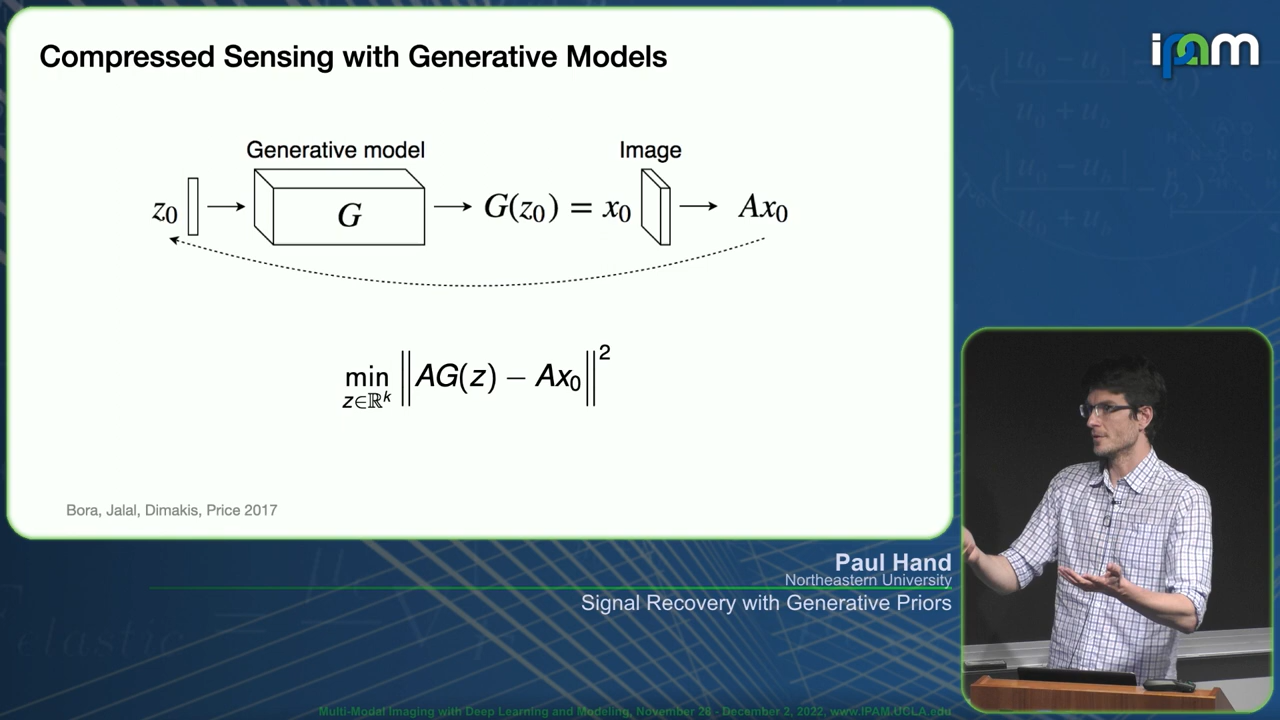 Compressed Sensing with Generative Models
ipam
Generative model
Image
z₀
G
G(z₀) = x₀
Ax₀
min z∈ℝᵏ ‖AG(z) − Ax₀‖²
Bora, Jalal, Dimakis, Price 2017
Paul Hand
Northeastern University
Signal Recovery with Generative Priors
Multi-Modal Imaging with Deep Learning and Modeling, November 28 - December 2, 2022, www.IPAM.UCLA.edu